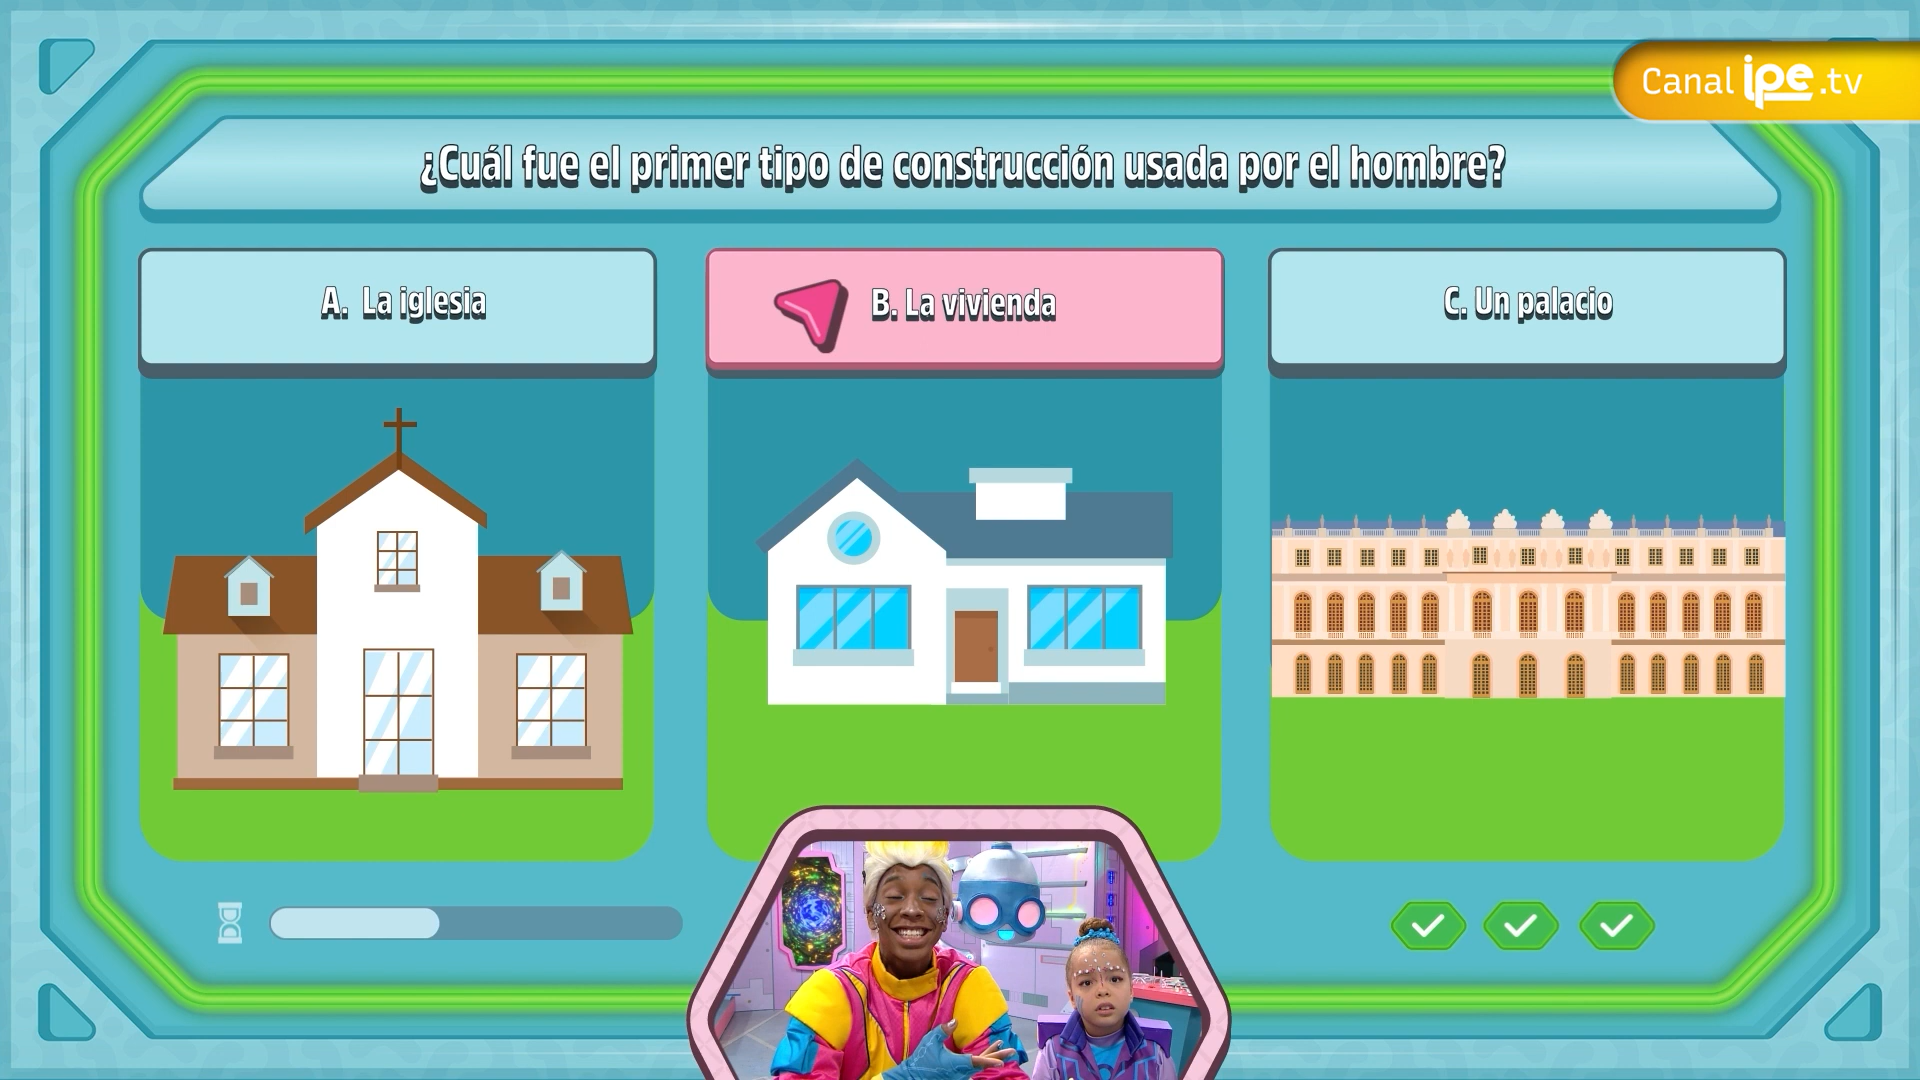 Canal ipe.tv
¿Cuál fue el primer tipo de construcción usada por el hombre?
A. La iglesia
B. La vivienda
C. Un palacio